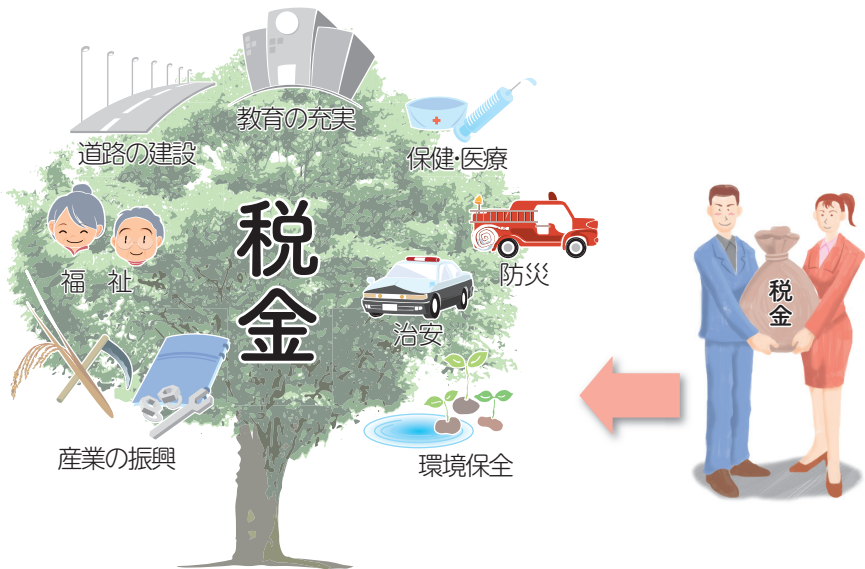 教育の充実
道路の建設
保健・医療
税金
福祉
防災
治安
税金
産業の振興
環境保全